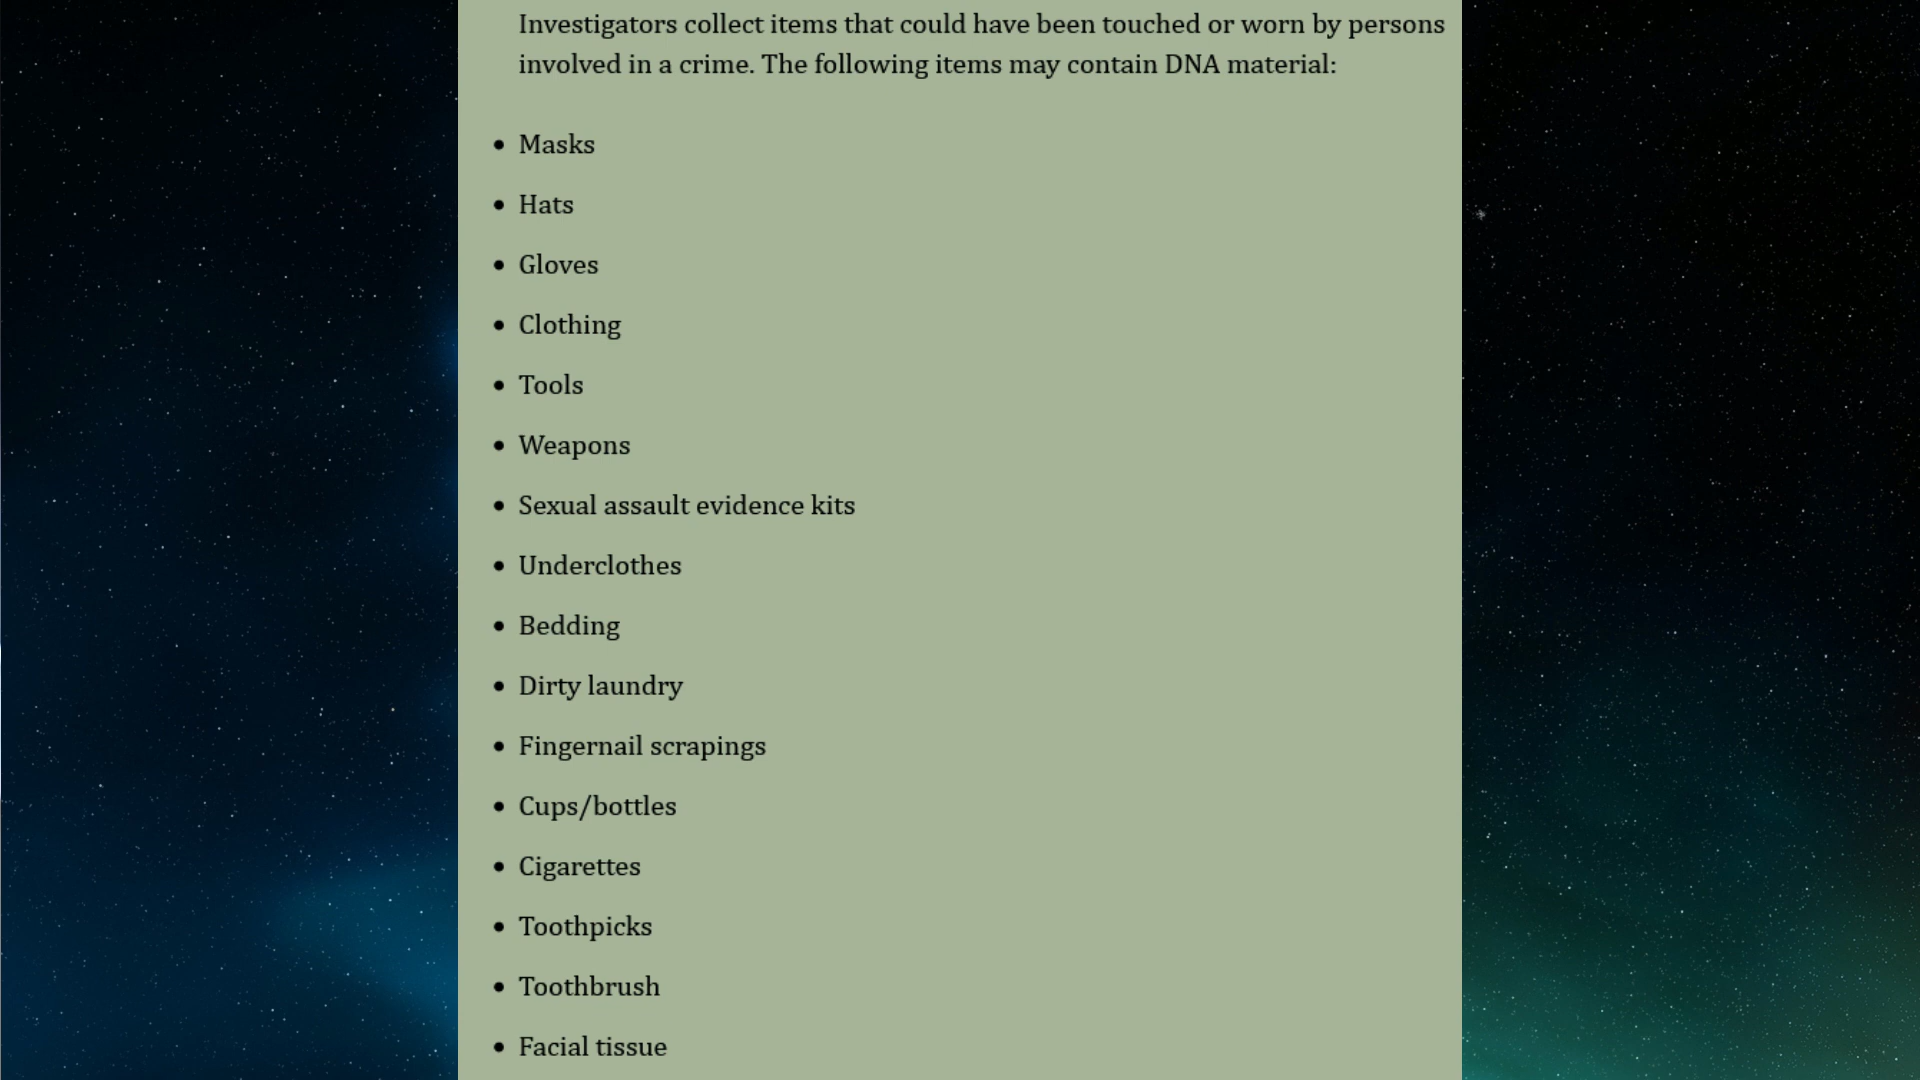 Investigators collect items that could have been touched or worn by persons
involved in a crime. The following items may contain DNA material:
• Masks
• Hats
• Gloves
• Clothing
• Tools
• Weapons
• Sexual assault evidence kits
• Underclothes
• Bedding
• Dirty laundry
• Fingernail scrapings
• Cups/bottles
• Cigarettes
• Toothpicks
• Toothbrush
• Facial tissue